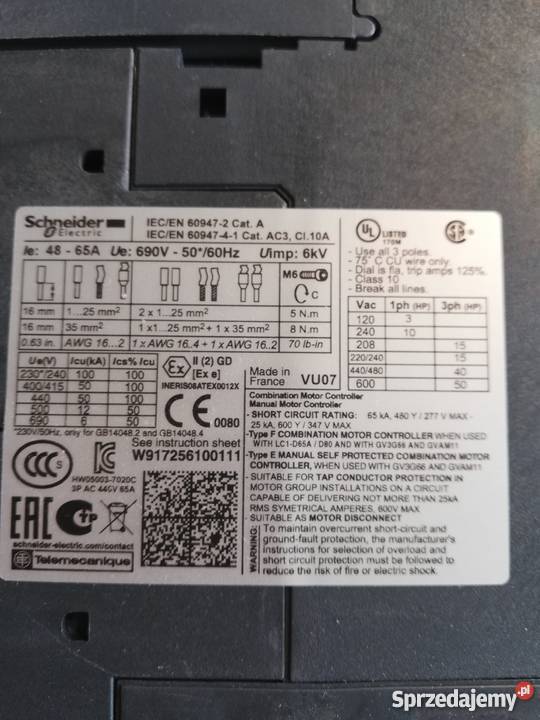 Schneider Electric
IEC/EN 60947-2 Cat. A
IEC/EN 60947-4-1 Cat. AC3, Cl.10A
Ie: 48 - 65A Ue: 690V - 50*/60Hz Uimp: 6kV
M6
C
16 mm 1...25 mm² 2 x 1...25 mm² 5 N.m
16 mm 35 mm² 1 x1...25 mm² + 1 x 35 mm² 8 N.m
0.63 in. AWG 16...2 1 x AWG 16..4 + 1 x AWG 16..2 70 lb-in
Ue(V) Icu(kA) Ics% Icu
230*/240 100 100
400/415 50 100
440 50 100
500 12 50
690 6 50
*230V/50Hz, only for GB14048.2 and GB14048.4
Ex
II (2) GD
[Ex e]
INERIS08ATEX0012X
CE 0080
Made in France
VU07
See instruction sheet
W917256100111
CCC
HW05003-7020C
3P AC 440V 65A
EAC
TP
schneider-electric.com/contact
Telemecanique
UL LISTED
170M
- Use all 3 poles.
- 75° C CU wire only.
- Dial is fla, trip amps 125%.
- Class 10
- Break all lines.
Vac 1ph (HP) 3ph (HP)
120 3
240 10
208 15
220/240 15
440/480 40
600 50
Combination Motor Controller
Manual Motor Controller
- SHORT CIRCUIT RATING: 65 kA, 480 Y / 277 V MAX -
25 kA, 600 Y / 347 V MAX
-Type F COMBINATION MOTOR CONTROLLER WHEN USED
WITH LC1-D65A / D80 AND WITH GV3G66 AND GVAM11
-Type E MANUAL SELF PROTECTED COMBINATION MOTOR
CONTROLLER, WHEN USED WITH GV3G66 AND GVAM11
- SUITABLE FOR TAP CONDUCTOR PROTECTION IN
MOTOR GROUP INSTALLATIONS ON A CIRCUIT
CAPABLE OF DELIVERING NOT MORE THAN 25kA
RMS SYMETRICAL AMPERES, 600V MAX
- SUITABLE AS MOTOR DISCONNECT
WARNING:
To maintain overcurrent short-circuit and
ground-fault protection, the manufacturer's
instructions for selection of overload and
short circuit protection must be followed to
reduce the risk of fire or electric shock.
Sprzedajemy.pl